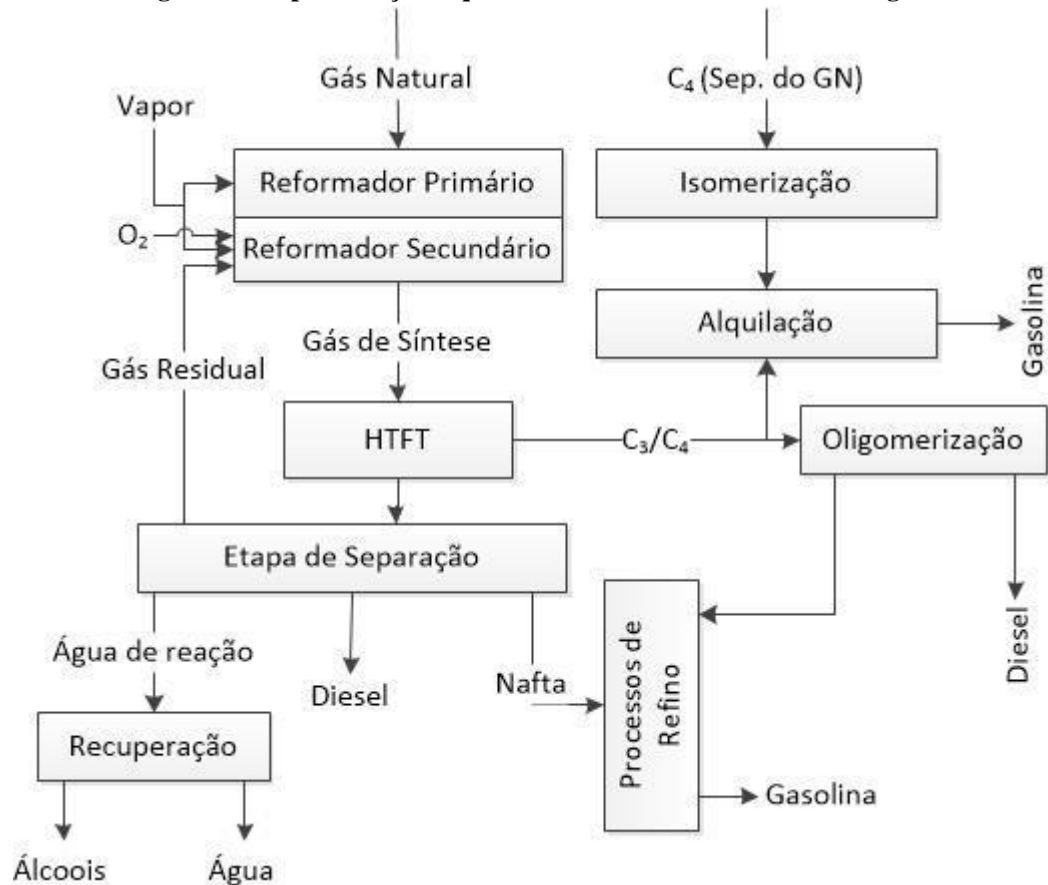 Gás Natural
C₄ (Sep. do GN)
Vapor
Reformador Primário
Isomerização
O₂
Reformador Secundário
Alquilação
Gasolina
Gás de Síntese
Gás Residual
HTFT
C₃/C₄
Oligomerização
Etapa de Separação
Processos de
Refino
Água de reação
Diesel
Nafta
Diesel
Recuperação
Gasolina
Álcoois
Água